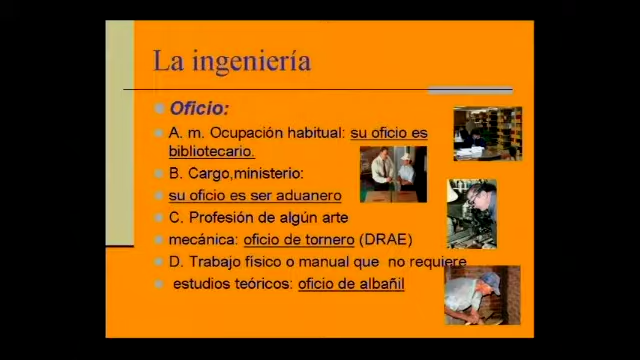 La ingeniería
Oficio:
A. m. Ocupación habitual: su oficio es
bibliotecario.
B. Cargo,ministerio:
su oficio es ser aduanero
C. Profesión de algún arte
mecánica: oficio de tornero (DRAE)
D. Trabajo físico o manual que no requiere
estudios teóricos: oficio de albañil